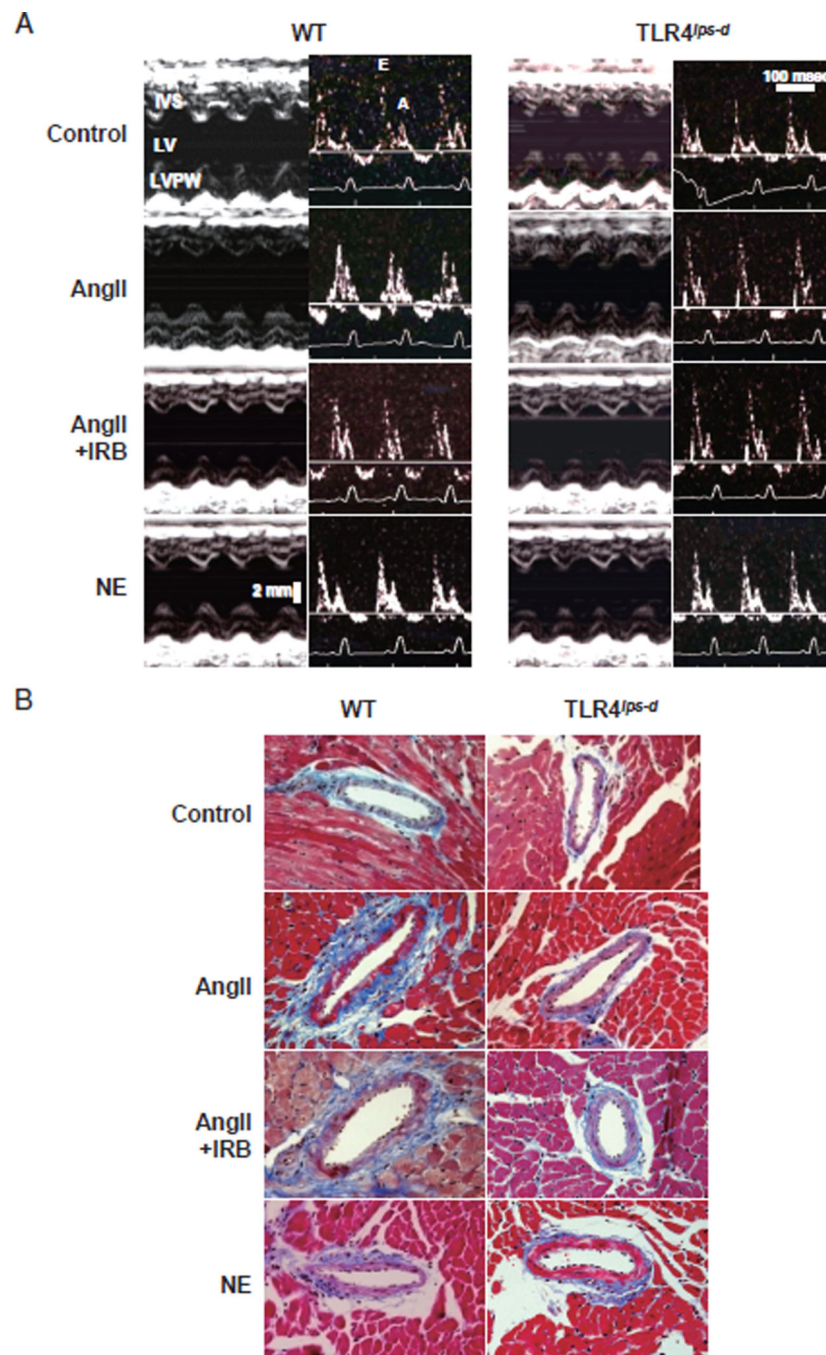 A
WT
TLR4lps-d
Control
IVS
LV
LVPW
E
A
100 msec
AngII
AngII
+IRB
NE
2 mm
B
WT
TLR4lps-d
Control
AngII
AngII
+IRB
NE